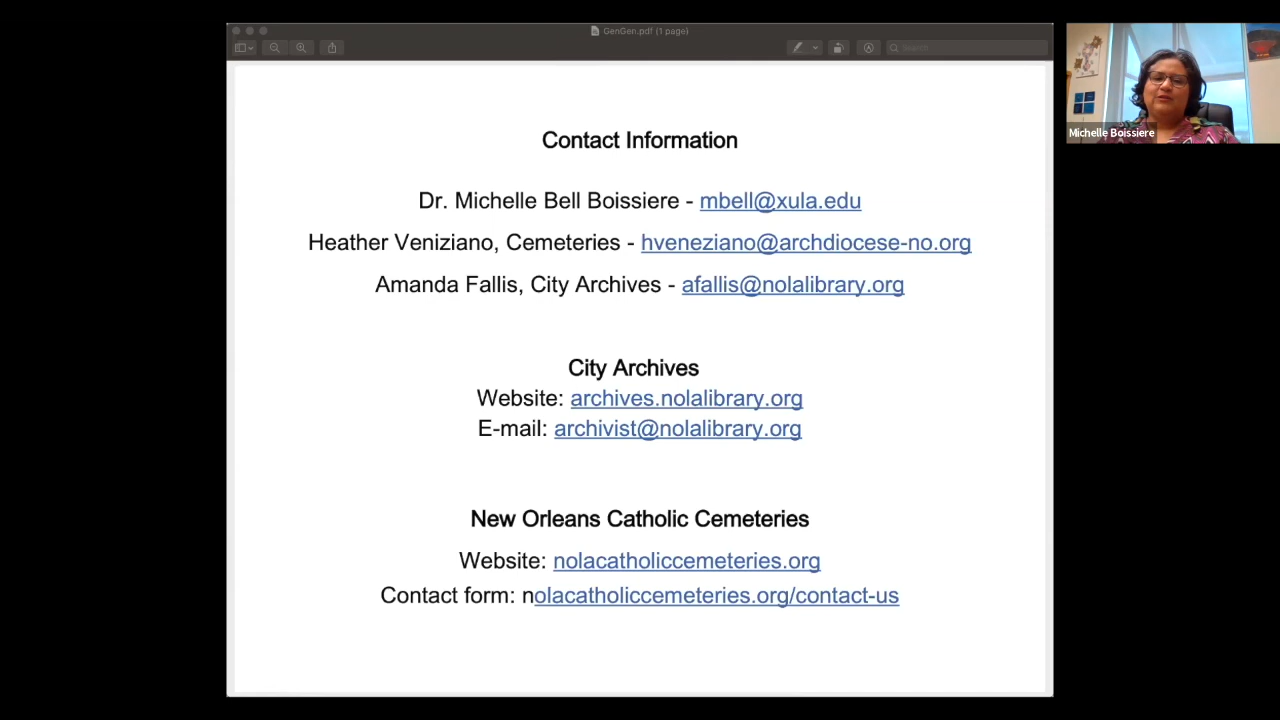 GenGen.pdf (1 page)
Search
Contact Information
Dr. Michelle Bell Boissiere - mbell@xula.edu
Heather Veniziano, Cemeteries - hveneziano@archdiocese-no.org
Amanda Fallis, City Archives - afallis@nolalibrary.org
City Archives
Website: archives.nolalibrary.org
E-mail: archivist@nolalibrary.org
New Orleans Catholic Cemeteries
Website: nolacatholiccemeteries.org
Contact form: nolacatholiccemeteries.org/contact-us
Michelle Boissiere